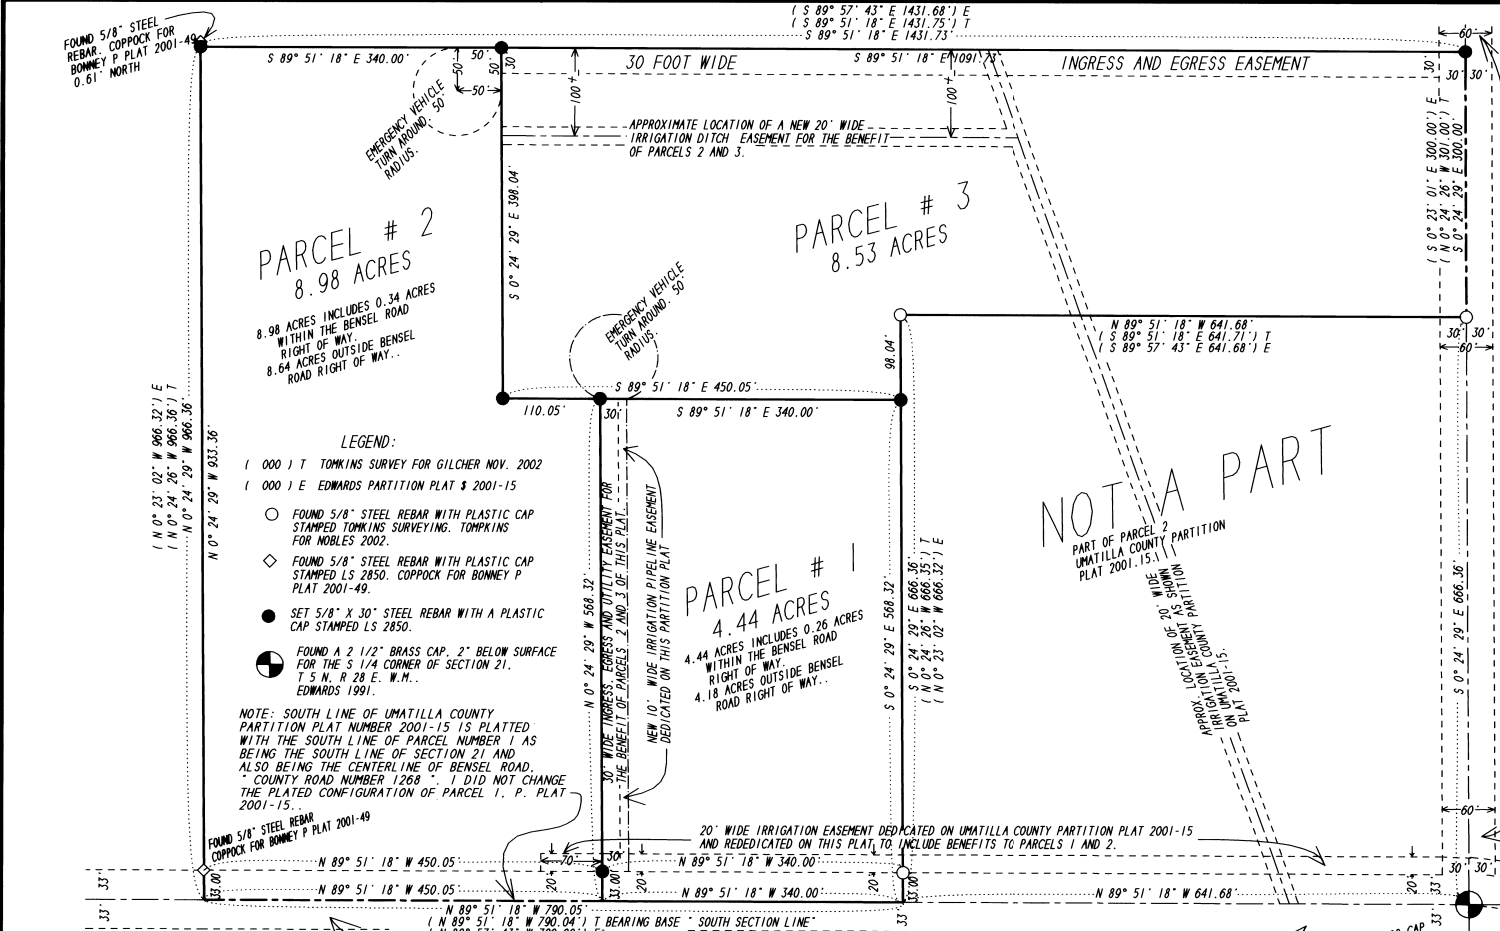 ( S 89° 57' 43" E 1431.68' ) E
( S 89° 51' 18" E 1431.75' ) T
S 89° 51' 18" E 1431.73'
FOUND 5/8" STEEL
REBAR. COPPOCK FOR
BONNEY P PLAT 2001-49
0.61' NORTH
S 89° 51' 18" E 340.00'
50'
50'
50'
50
30'
30 FOOT WIDE
S 89° 51' 18" E 1091.73'
INGRESS AND EGRESS EASEMENT
60'
30'
30'
30'
EMERGENCY VEHICLE
TURN AROUND. 50'
RADIUS.
100'±
100'±
APPROXIMATE LOCATION OF A NEW 20' WIDE
IRRIGATION DITCH EASEMENT FOR THE BENEFIT
OF PARCELS 2 AND 3.
( S 0° 23' 01" E 300.00' ) E
( N 0° 24' 26" W 301.00' ) T
S 0° 24' 29" E 300.00'
S 0° 24' 29" E 398.04'
PARCEL # 2
8.98 ACRES
8.98 ACRES INCLUDES 0.34 ACRES
WITHIN THE BENSEL ROAD
RIGHT OF WAY.
8.64 ACRES OUTSIDE BENSEL
ROAD RIGHT OF WAY..
PARCEL # 3
8.53 ACRES
EMERGENCY VEHICLE
TURN AROUND. 50'
RADIUS.
N 89° 51' 18" W 641.68'
( S 89° 51' 18" E 641.71' ) T
( S 89° 57' 43" E 641.68' ) E
30'
30'
60'
98.04'
S 89° 51' 18" E 450.05'
110.05'
30'
S 89° 51' 18" E 340.00'
( N 0° 23' 02" W 966.32' ) E
( N 0° 24' 26" W 966.36' ) T
N 0° 24' 29" W 966.36'
N 0° 24' 29" W 933.36'
LEGEND:
( 000 ) T TOMKINS SURVEY FOR GILCHER NOV. 2002
( 000 ) E EDWARDS PARTITION PLAT $ 2001-15
FOUND 5/8" STEEL REBAR WITH PLASTIC CAP
STAMPED TOMKINS SURVEYING. TOMPKINS
FOR NOBLES 2002.
FOUND 5/8" STEEL REBAR WITH PLASTIC CAP
STAMPED LS 2850. COPPOCK FOR BONNEY P
PLAT 2001-49.
SET 5/8" X 30" STEEL REBAR WITH A PLASTIC
CAP STAMPED LS 2850.
FOUND A 2 1/2" BRASS CAP, 2" BELOW SURFACE
FOR THE S 1/4 CORNER OF SECTION 21,
T 5 N, R 28 E. W.M..
EDWARDS 1991.
NOTE: SOUTH LINE OF UMATILLA COUNTY
PARTITION PLAT NUMBER 2001-15 IS PLATTED
WITH THE SOUTH LINE OF PARCEL NUMBER 1 AS
BEING THE SOUTH LINE OF SECTION 21 AND
ALSO BEING THE CENTERLINE OF BENSEL ROAD.
" COUNTY ROAD NUMBER 1268 ". I DID NOT CHANGE
THE PLATED CONFIGURATION OF PARCEL 1, P. PLAT
2001-15..
N 0° 24' 29" W 568.32'
30' WIDE INGRESS, EGRESS AND UTILITY EASEMENT FOR
THE BENEFIT OF PARCELS 2 AND 3 OF THIS PLAT.
NEW 10' WIDE IRRIGATION PIPELINE EASEMENT
DEDICATED ON THIS PARTITION PLAT
PARCEL # 1
4.44 ACRES
4.44 ACRES INCLUDES 0.26 ACRES
WITHIN THE BENSEL ROAD
RIGHT OF WAY.
4.18 ACRES OUTSIDE BENSEL
ROAD RIGHT OF WAY..
S 0° 24' 29" E 568.32'
S 0° 24' 29" E 666.36'
( N 0° 24' 26" W 666.35' ) T
( N 0° 23' 02" W 666.32' ) E
NOT A PART
PART OF PARCEL 2
UMATILLA COUNTY PARTITION
PLAT 2001.15.
APPROX. LOCATION OF 20' WIDE
IRRIGATION EASEMENT AS SHOWN
ON UMATILLA COUNTY PARTITION
PLAT 2001-15.
S 0° 24' 29" E 666.36'
60'
FOUND 5/8" STEEL REBAR
COPPOCK FOR BONNEY P PLAT 2001-49
20' WIDE IRRIGATION EASEMENT DEDICATED ON UMATILLA COUNTY PARTITION PLAT 2001-15
AND REDEDICATED ON THIS PLAT TO INCLUDE BENEFITS TO PARCELS 1 AND 2.
N 89° 51' 18" W 450.05
70'
30'
N 89° 51' 18" W 340.00'
30'
30'
33'
33.00
N 89° 51' 18" W 450.05
20'
33.00
20'
N 89° 51' 18" W 340.00'
20'
33.00
N 89° 51' 18" W 641.68'
20'
33'
33'
N 89° 51' 18" W 790.05'
33'
33'
( N 89° 51' 18" W 790.04' ) T BEARING BASE " SOUTH SECTION LINE"
CAP